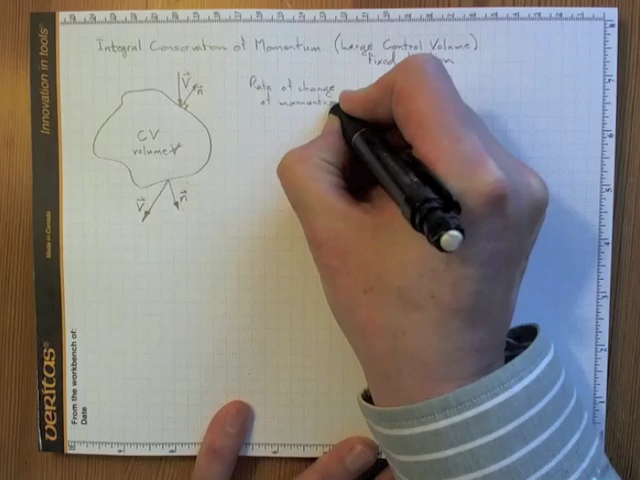 Integral Conservation of Momentum (Large Control Volume)
fixed
Rate of change
of momentum
V n
CV
volume V
V n
Innovation in tools
Made in Canada
veritas
From the workbench of:
Date